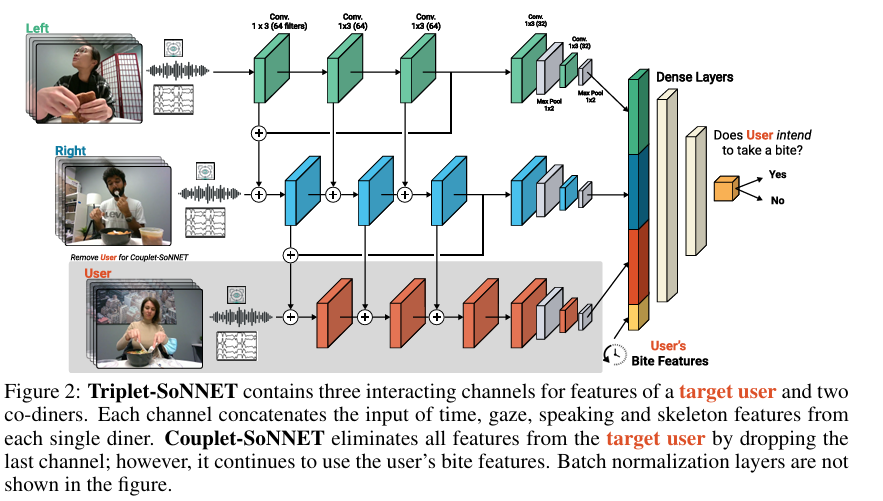 Left
Conv.
1 x 3 (64 filters)
Conv.
1x3 (64)
Conv.
1x3 (64)
Conv.
1x3 (32)
Conv.
1x3 (32)
Max Pool
1x2
Max Pool
1x2
Dense Layers
Right
Does User intend
to take a bite?
Yes
No
Remove User for Couplet-SoNNET
User
User's
Bite Features
Figure 2: Triplet-SoNNET contains three interacting channels for features of a target user and two
co-diners. Each channel concatenates the input of time, gaze, speaking and skeleton features from
each single diner. Couplet-SoNNET eliminates all features from the target user by dropping the
last channel; however, it continues to use the user's bite features. Batch normalization layers are not
shown in the figure.